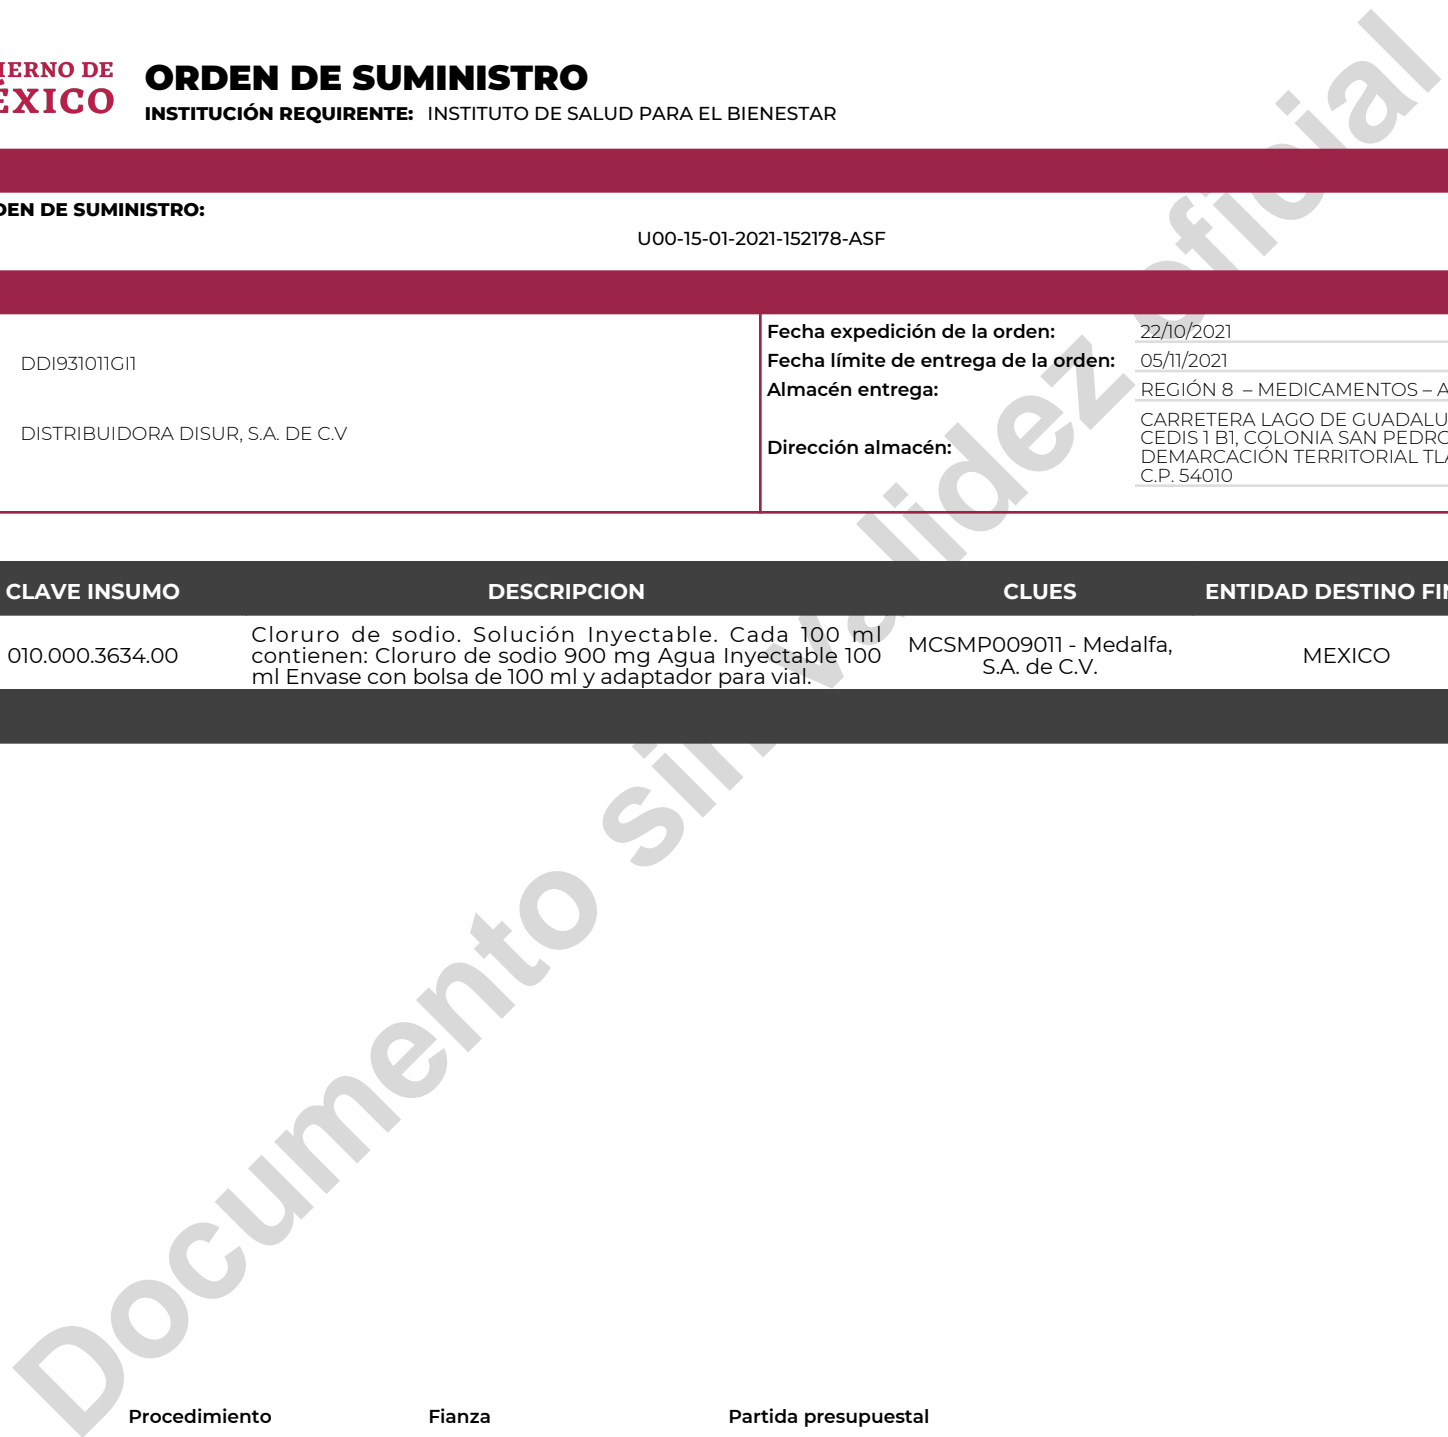 IERNO DE
ÉXICO
ORDEN DE SUMINISTRO
INSTITUCIÓN REQUIRENTE: INSTITUTO DE SALUD PARA EL BIENESTAR
DEN DE SUMINISTRO:
U00-15-01-2021-152178-ASF
DDI931011GI1
DISTRIBUIDORA DISUR, S.A. DE C.V
Fecha expedición de la orden: 22/10/2021
Fecha límite de entrega de la orden: 05/11/2021
Almacén entrega: REGIÓN 8 – MEDICAMENTOS – A
Dirección almacén:
CARRETERA LAGO DE GUADALU
CEDIS 1 B1, COLONIA SAN PEDRO
DEMARCACIÓN TERRITORIAL TLA
C.P. 54010
CLAVE INSUMO DESCRIPCION CLUES ENTIDAD DESTINO FIN
010.000.3634.00
Cloruro de sodio. Solución Inyectable. Cada 100 ml
contienen: Cloruro de sodio 900 mg Agua Inyectable 100
ml Envase con bolsa de 100 ml y adaptador para vial.
MCSMP009011 - Medalfa,
S.A. de C.V.
MEXICO
Documento sin validez oficial
Procedimiento Fianza Partida presupuestal